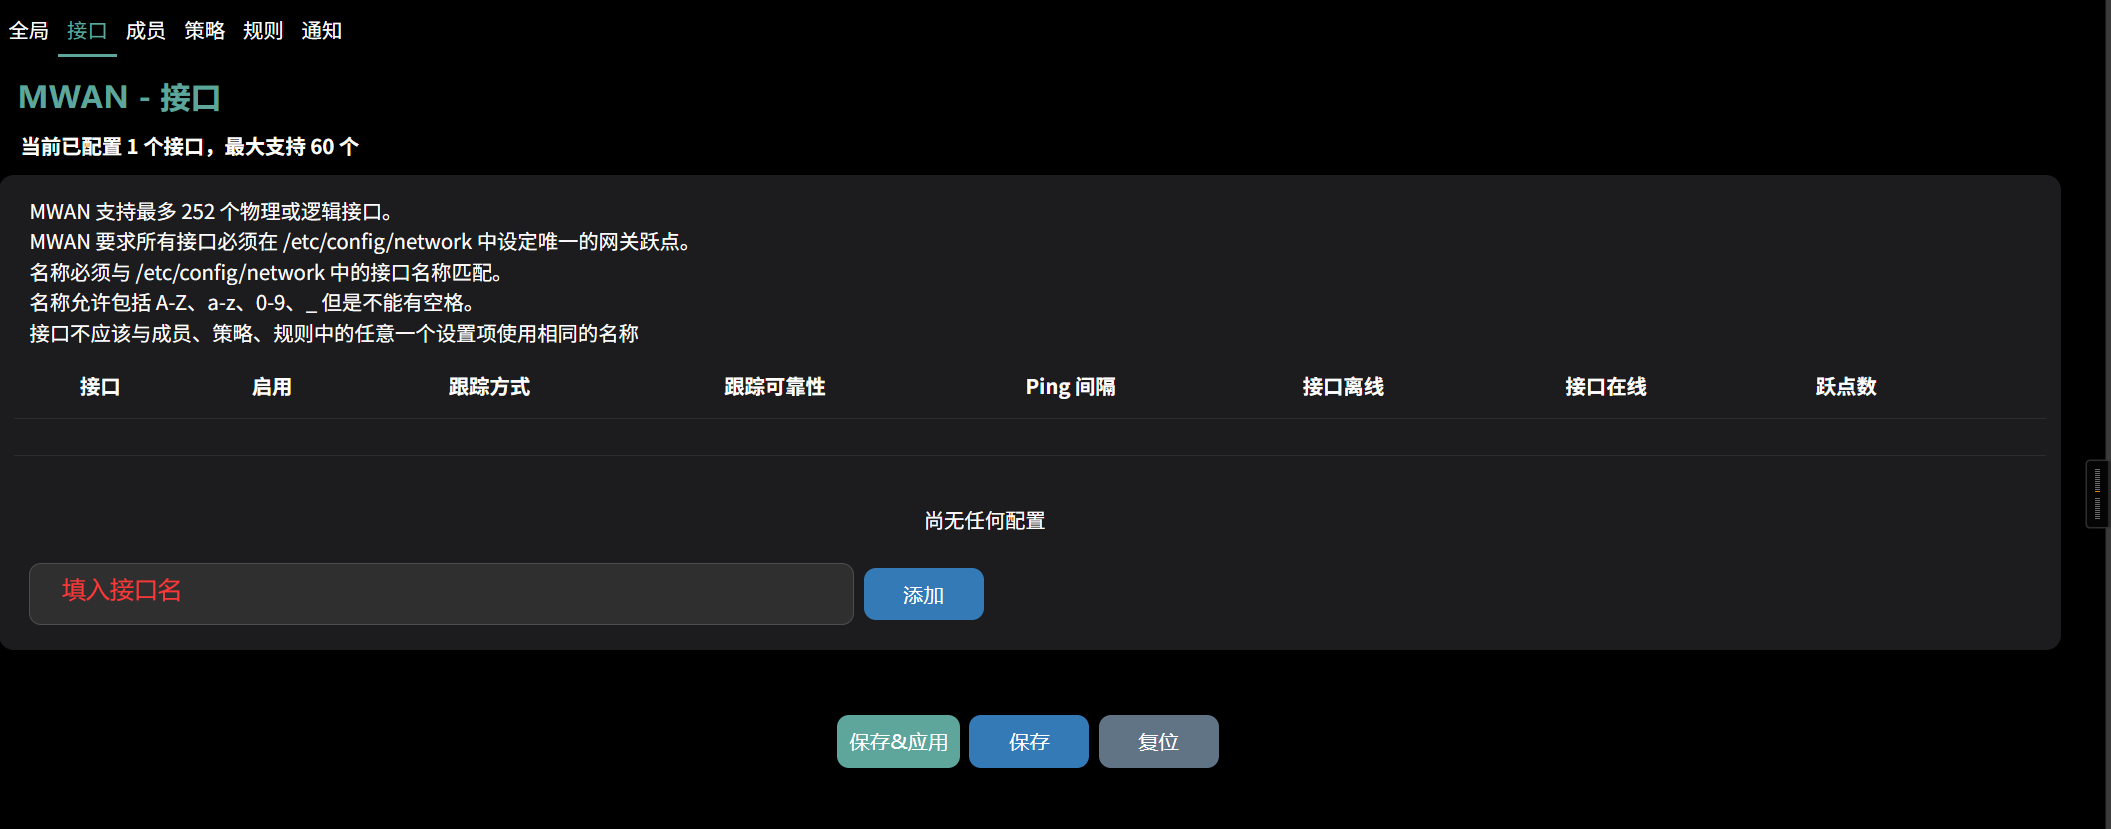 全局 接口 成员 策略 规则 通知
MWAN - 接口
当前已配置 1 个接口，最大支持 60 个
MWAN 支持最多 252 个物理或逻辑接口。
MWAN 要求所有接口必须在 /etc/config/network 中设定唯一的网关跃点。
名称必须与 /etc/config/network 中的接口名称匹配。
名称允许包括 A-Z、a-z、0-9、_ 但是不能有空格。
接口不应该与成员、策略、规则中的任意一个设置项使用相同的名称
接口 启用 跟踪方式 跟踪可靠性 Ping 间隔 接口离线 接口在线 跃点数
尚无任何配置
填入接口名 添加
保存&应用 保存 复位